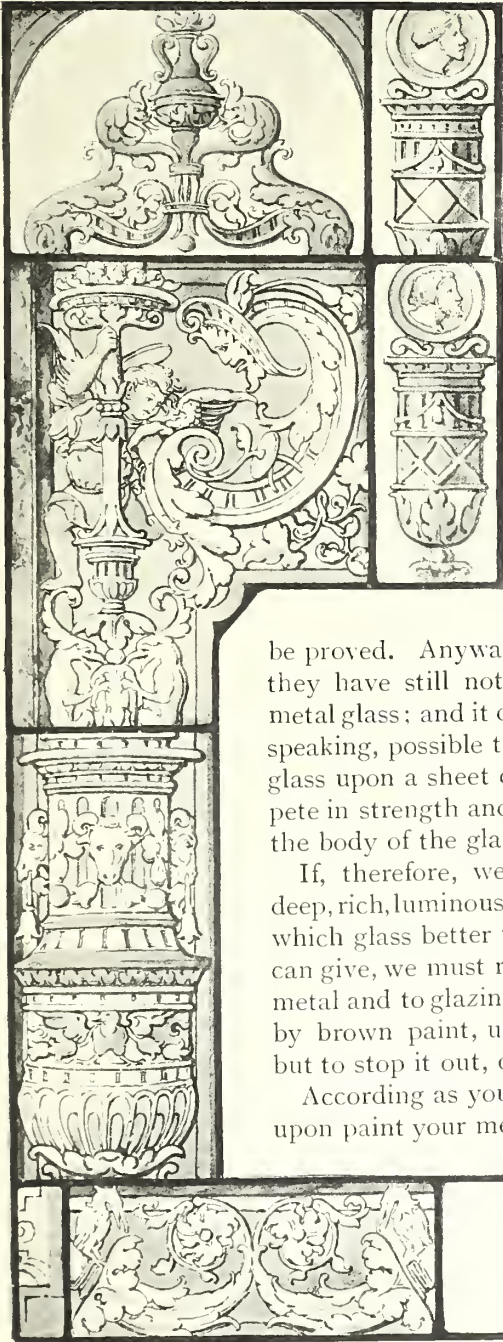 be proved. Anywa
they have still not
metal glass; and it
speaking, possible t
glass upon a sheet
pete in strength and
the body of the gla
If, therefore, we
deep, rich, luminous
which glass better
can give, we must
metal and to glazin
by brown paint, u
but to stop it out,
According as you
upon paint your me